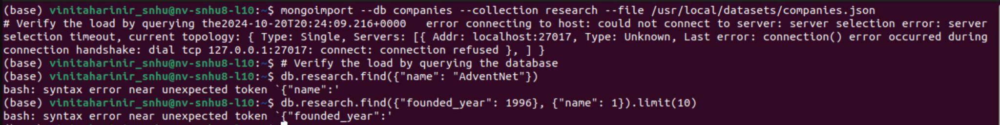 (base) vinitaharinir_snhu@nv-snhu8-l10:~$ mongoimport --db companies --collection research --file /usr/local/datasets/companies.json
# Verify the load by querying the2024-10-20T20:24:09.216+0000   error connecting to host: could not connect to server: server selection error: server
selection timeout, current topology: { Type: Single, Servers: [{ Addr: localhost:27017, Type: Unknown, Last error: connection() error occurred during
connection handshake: dial tcp 127.0.0.1:27017: connect: connection refused }, ] }
(base) vinitaharinir_snhu@nv-snhu8-l10:~$ # Verify the load by querying the database
(base) vinitaharinir_snhu@nv-snhu8-l10:~$ db.research.find({"name": "AdventNet"})
bash: syntax error near unexpected token `{"name":'
(base) vinitaharinir_snhu@nv-snhu8-l10:~$ db.research.find({"founded_year": 1996}, {"name": 1}).limit(10)
bash: syntax error near unexpected token `{"founded_year":'